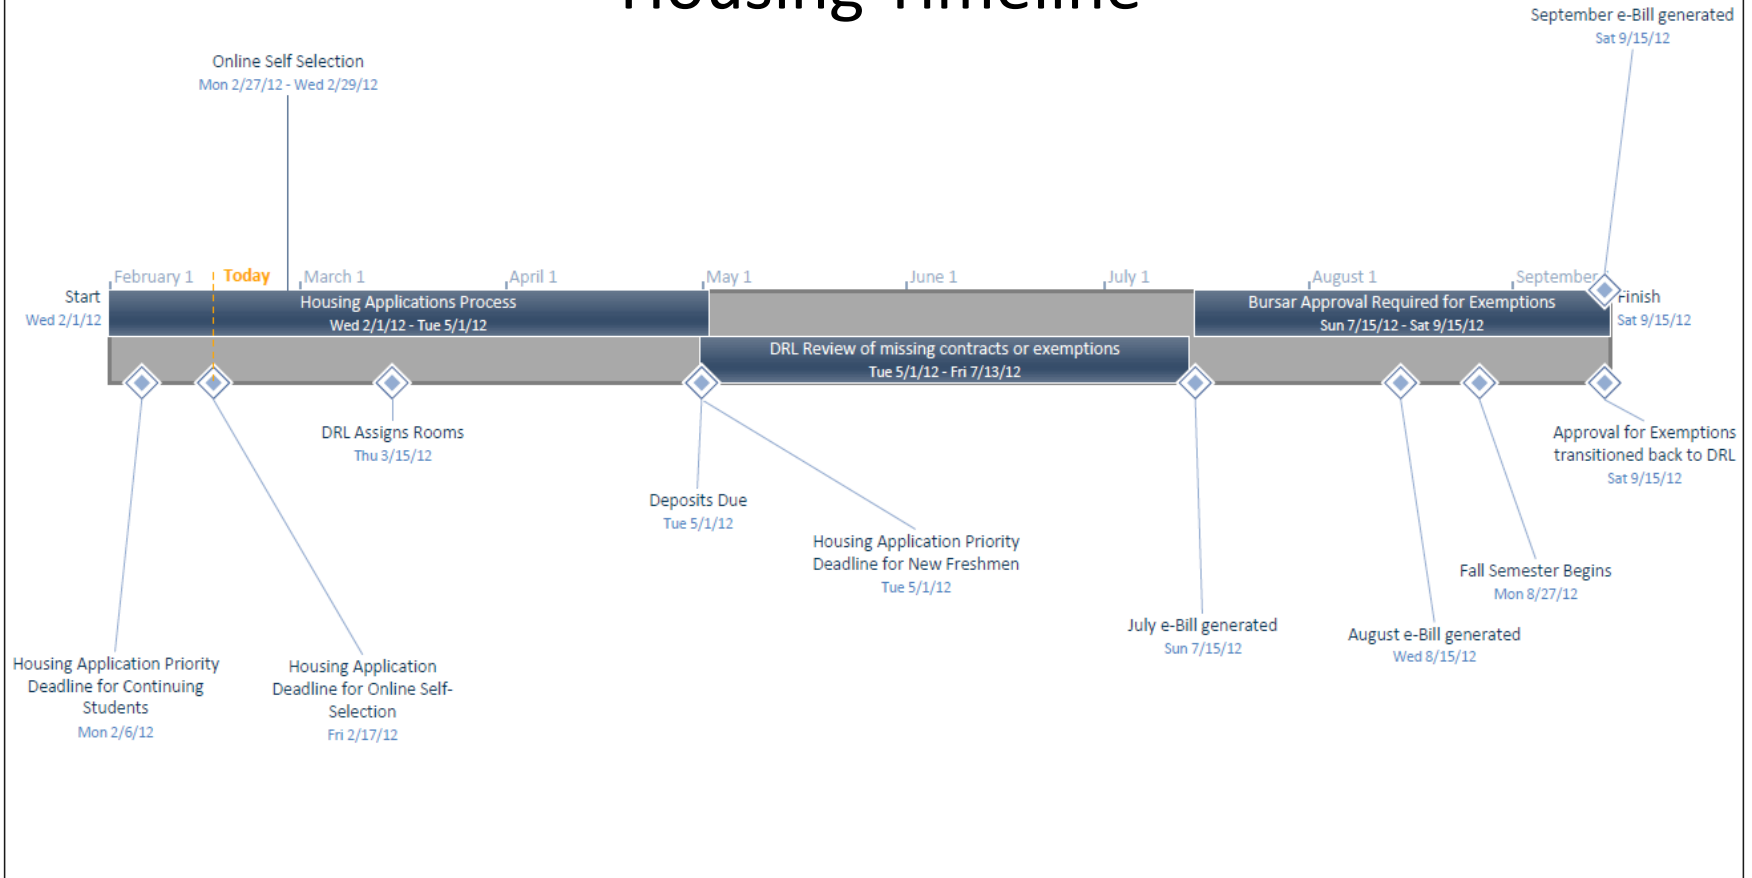 Housing Timeline
September e-Bill generated
Sat 9/15/12
Online Self Selection
Mon 2/27/12 - Wed 2/29/12
February 1
Today
March 1
April 1
May 1
June 1
July 1
August 1
September
Start
Wed 2/1/12
Housing Applications Process
Wed 2/1/12 - Tue 5/1/12
Bursar Approval Required for Exemptions
Sun 7/15/12 - Sat 9/15/12
Finish
Sat 9/15/12
DRL Review of missing contracts or exemptions
Tue 5/1/12 - Fri 7/13/12
DRL Assigns Rooms
Thu 3/15/12
Approval for Exemptions
transitioned back to DRL
Sat 9/15/12
Deposits Due
Tue 5/1/12
Housing Application Priority
Deadline for New Freshmen
Tue 5/1/12
Fall Semester Begins
Mon 8/27/12
July e-Bill generated
Sun 7/15/12
August e-Bill generated
Wed 8/15/12
Housing Application Priority
Deadline for Continuing
Students
Mon 2/6/12
Housing Application
Deadline for Online Self-
Selection
Fri 2/17/12